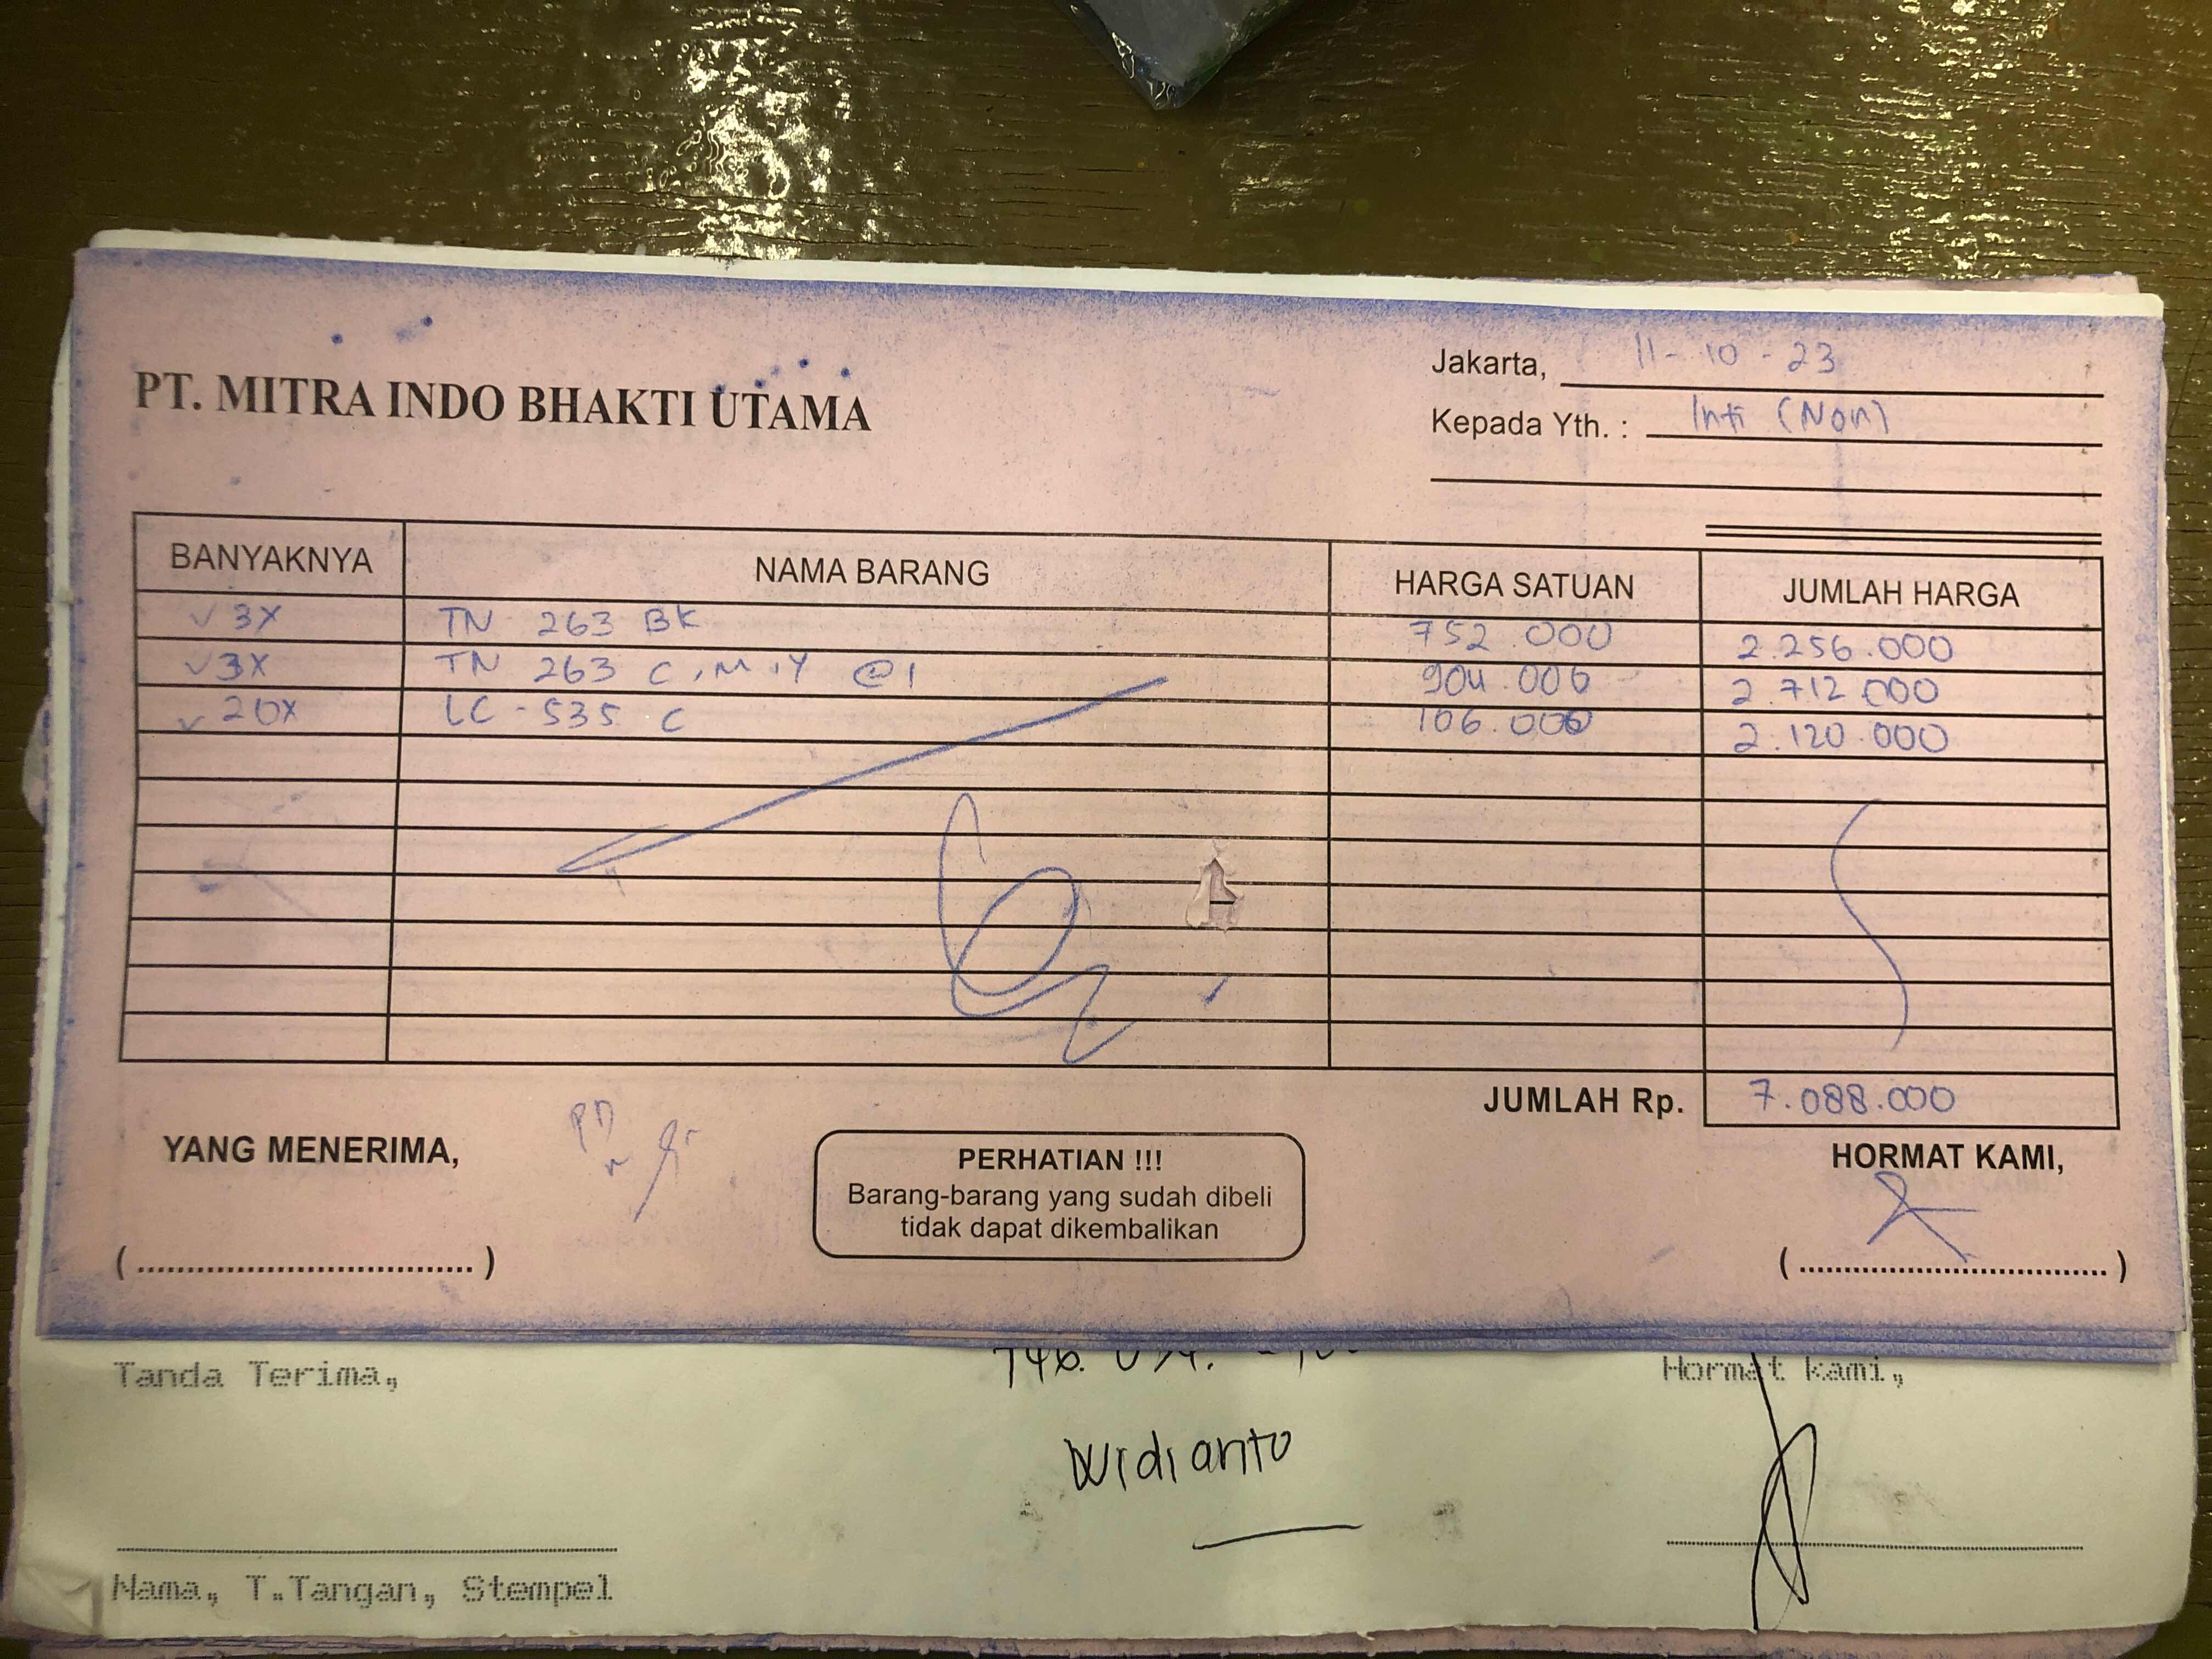 PT. MITRA INDO BHAKTI UTAMA
Jakarta, 11-10-23
Kepada Yth. : Inti (Non)
BANYAKNYA NAMA BARANG HARGA SATUAN JUMLAH HARGA
3X TN 263 BK 752.000 2.256.000
3X TN 263 C,M,Y @1 904.000 2.712.000
20X LC-535 C 106.000 2.120.000
JUMLAH Rp. 7.088.000
YANG MENERIMA,
PERHATIAN !!!
Barang-barang yang sudah dibeli
tidak dapat dikembalikan
HORMAT KAMI,
(................................)
(................................)
Tanda Terima,
Hormat kami,
Widianto
Nama, T.Tangan, Stempel